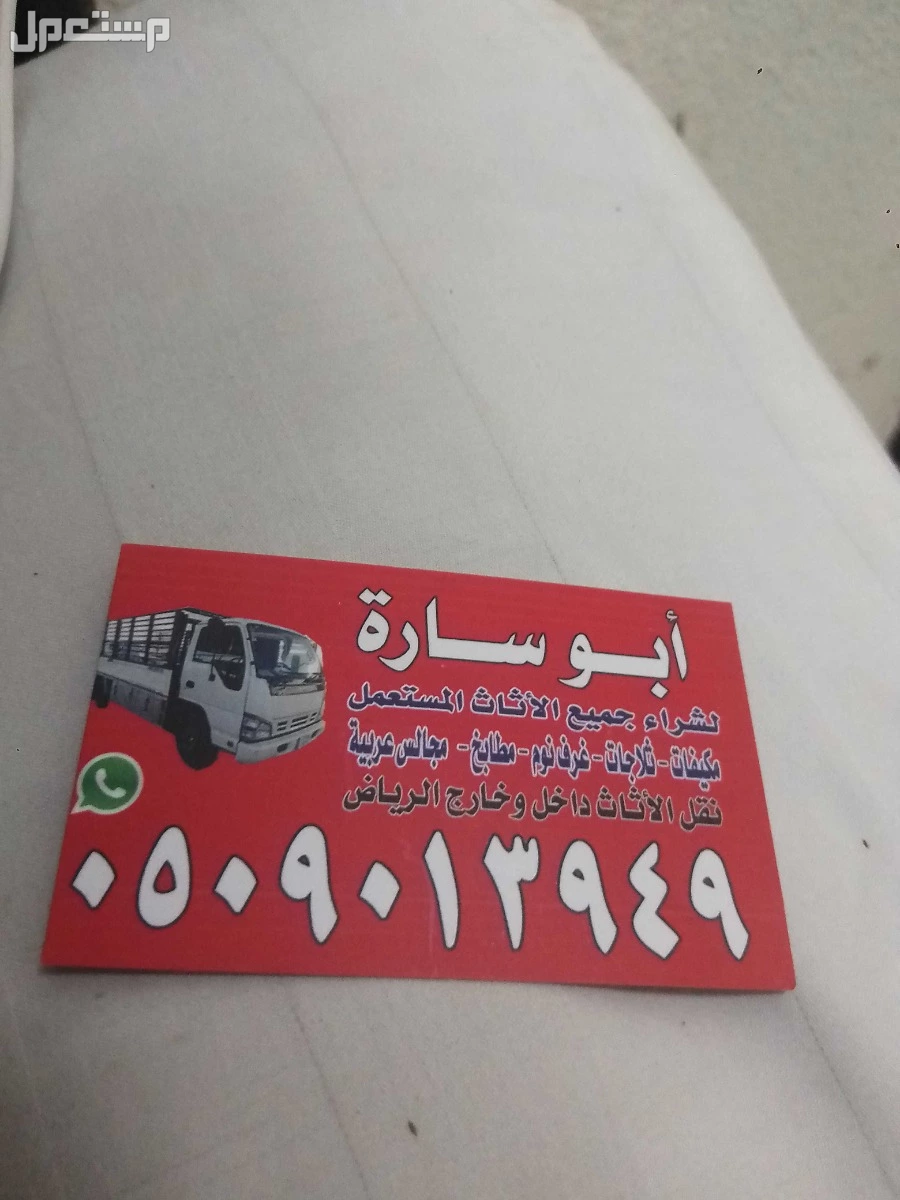 مستعمل
أبو سارة
لشراء جميع الأثاث المستعمل
مكيفات - ثلاجات - غرف نوم - مطابخ - مجالس عربية
نقل الأثاث داخل وخارج الرياض
٠٥٠٩٠١٣٩٤٩